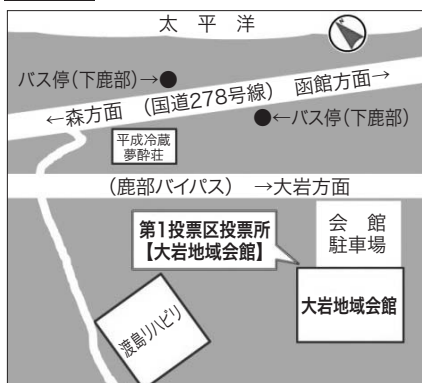 太平洋
バス停(下鹿部)→●
←森方面 (国道278号線) 函館方面→
●←バス停(下鹿部)
平成冷蔵
夢酔荘
(鹿部バイパス) →大岩方面
第1投票区投票所
【大岩地域会館】
会館
駐車場
大岩地域会館
渡島リハビリ